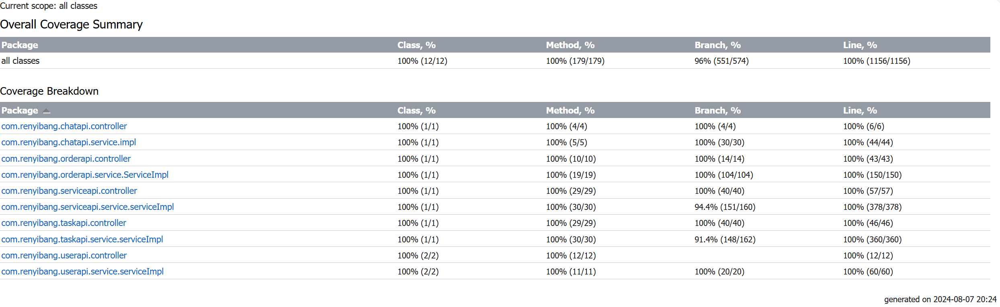 Current scope: all classes
Overall Coverage Summary
Package Class, % Method, % Branch, % Line, %
all classes 100% (12/12) 100% (179/179) 96% (551/574) 100% (1156/1156)
Coverage Breakdown
Package Class, % Method, % Branch, % Line, %
com.renyibang.chatapi.controller 100% (1/1) 100% (4/4) 100% (4/4) 100% (6/6)
com.renyibang.chatapi.service.impl 100% (1/1) 100% (5/5) 100% (30/30) 100% (44/44)
com.renyibang.orderapi.controller 100% (1/1) 100% (10/10) 100% (14/14) 100% (43/43)
com.renyibang.orderapi.service.ServiceImpl 100% (1/1) 100% (19/19) 100% (104/104) 100% (150/150)
com.renyibang.serviceapi.controller 100% (1/1) 100% (29/29) 100% (40/40) 100% (57/57)
com.renyibang.serviceapi.service.serviceImpl 100% (1/1) 100% (30/30) 94.4% (151/160) 100% (378/378)
com.renyibang.taskapi.controller 100% (1/1) 100% (29/29) 100% (40/40) 100% (46/46)
com.renyibang.taskapi.service.serviceImpl 100% (1/1) 100% (30/30) 91.4% (148/162) 100% (360/360)
com.renyibang.userapi.controller 100% (2/2) 100% (12/12) 100% (12/12)
com.renyibang.userapi.service.serviceImpl 100% (2/2) 100% (11/11) 100% (20/20) 100% (60/60)
generated on 2024-08-07 20:24